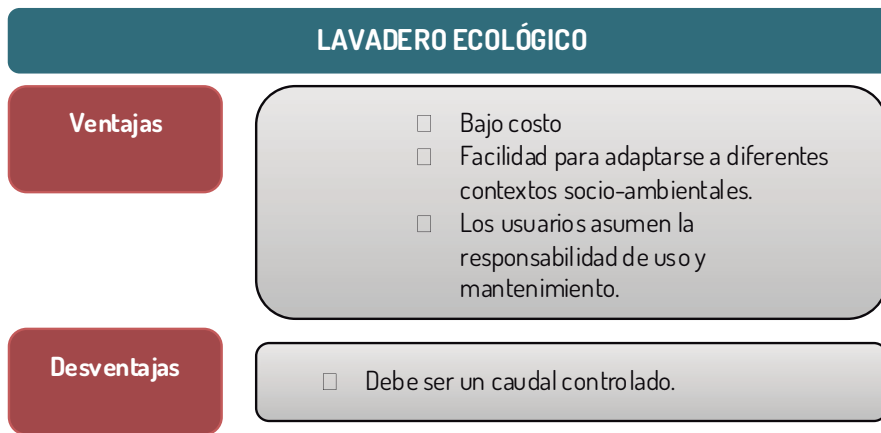 LAVADERO ECOLÓGICO
Ventajas
□ Bajo costo
□ Facilidad para adaptarse a diferentes
contextos socio-ambientales.
□ Los usuarios asumen la
responsabilidad de uso y
mantenimiento.
Desventajas
□ Debe ser un caudal controlado.